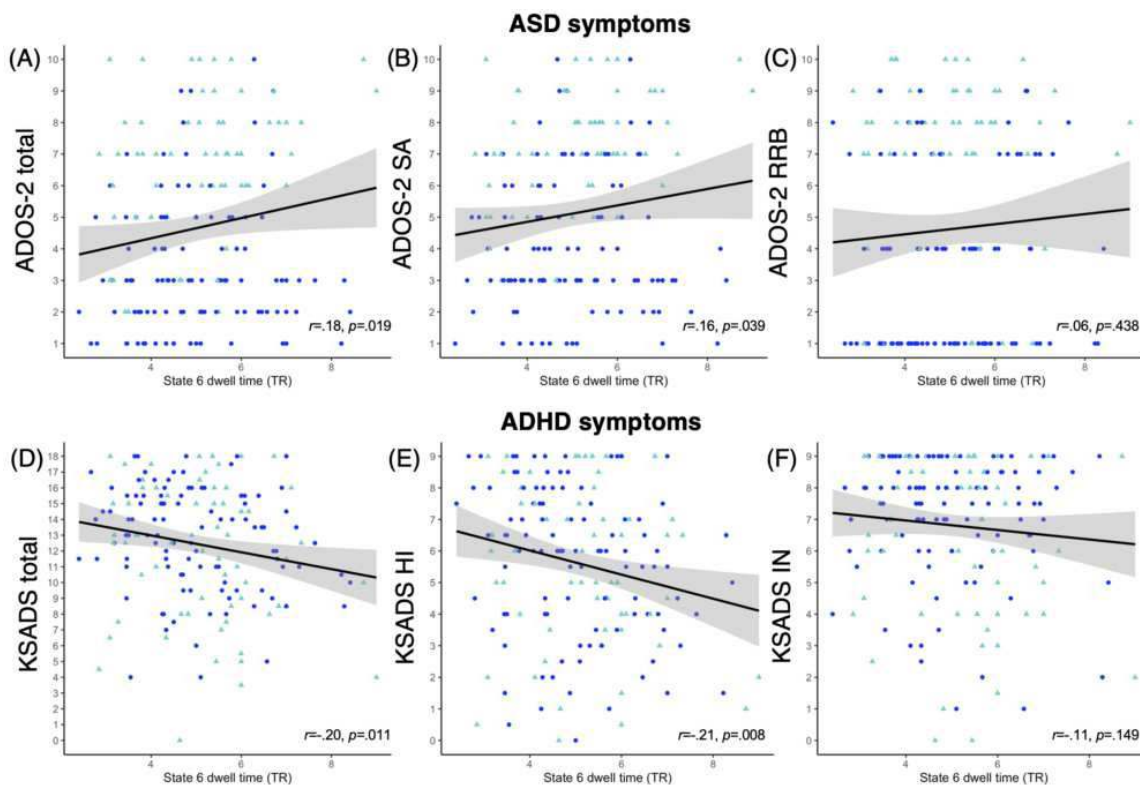 ASD symptoms
(A)
ADOS-2 total
10
9
8
7
6
5
4
3
2
1
r=.18, p=.019
4 6 8
State 6 dwell time (TR)
(B)
ADOS-2 SA
10
9
8
7
6
5
4
3
2
1
r=.16, p=.039
4 6 8
State 6 dwell time (TR)
(C)
ADOS-2 RRB
10
9
8
7
6
5
4
3
2
1
r=.06, p=.438
4 6 8
State 6 dwell time (TR)
ADHD symptoms
(D)
KSADS total
18
17
16
15
14
13
12
11
10
9
8
7
6
5
4
3
2
1
0
r=-.20, p=.011
4 6 8
State 6 dwell time (TR)
(E)
KSADS HI
9
8
7
6
5
4
3
2
1
0
r=-.21, p=.008
4 6 8
State 6 dwell time (TR)
(F)
KSADS IN
9
8
7
6
5
4
3
2
1
0
r=-.11, p=.149
4 6 8
State 6 dwell time (TR)